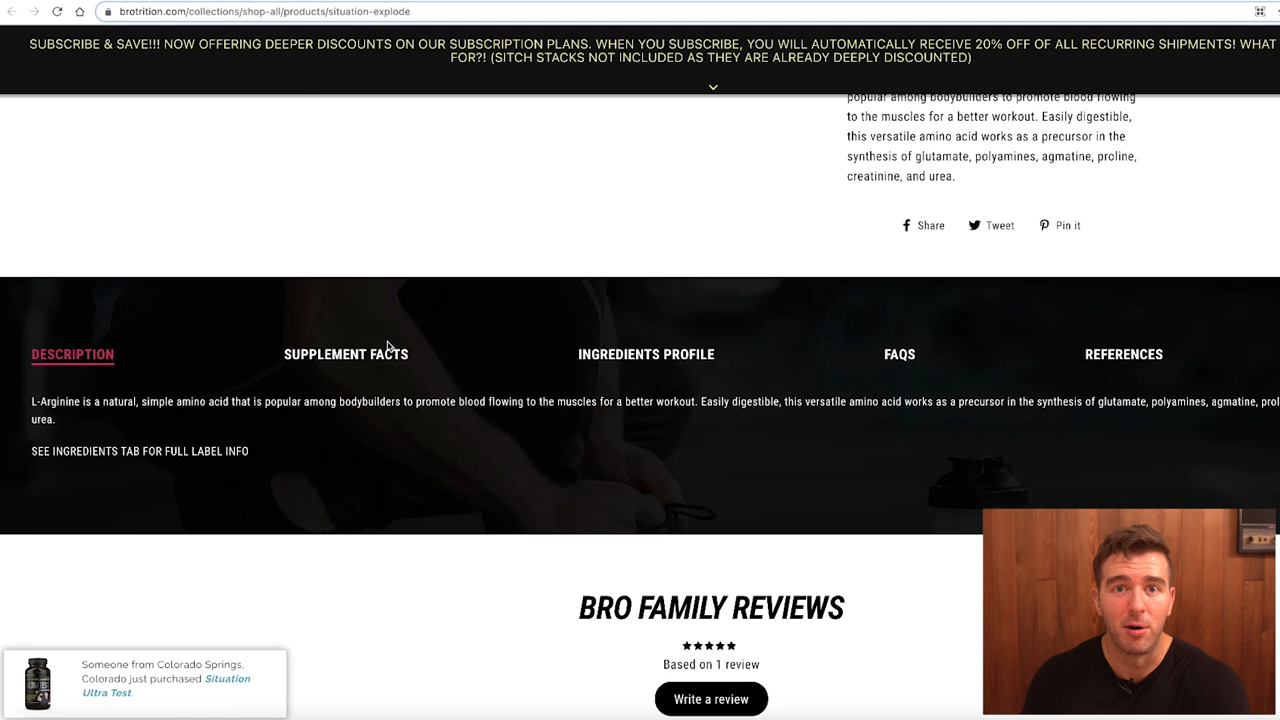 brotrition.com/collections/shop-all/products/situation-explode
SUBSCRIBE & SAVE!!! NOW OFFERING DEEPER DISCOUNTS ON OUR SUBSCRIPTION PLANS. WHEN YOU SUBSCRIBE, YOU WILL AUTOMATICALLY RECEIVE 20% OFF OF ALL RECURRING SHIPMENTS! WHAT
FOR?! (SITCH STACKS NOT INCLUDED AS THEY ARE ALREADY DEEPLY DISCOUNTED)
popular among bodybuilders to promote blood flowing
to the muscles for a better workout. Easily digestible,
this versatile amino acid works as a precursor in the
synthesis of glutamate, polyamines, agmatine, proline,
creatinine, and urea.
Share Tweet Pin it
DESCRIPTION SUPPLEMENT FACTS INGREDIENTS PROFILE FAQS REFERENCES
L-Arginine is a natural, simple amino acid that is popular among bodybuilders to promote blood flowing to the muscles for a better workout. Easily digestible, this versatile amino acid works as a precursor in the synthesis of glutamate, polyamines, agmatine, prol
urea.
SEE INGREDIENTS TAB FOR FULL LABEL INFO
BRO FAMILY REVIEWS
Based on 1 review
Write a review
Someone from Colorado Springs,
Colorado just purchased Situation
Ultra Test.